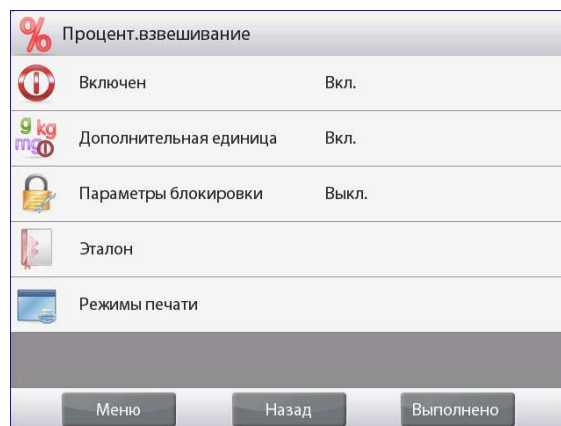 Процент.взвешивание
Включен Вкл.
g kg mg
Дополнительная единица Вкл.
Параметры блокировки Выкл.
Эталон
Режимы печати
Меню Назад Выполнено